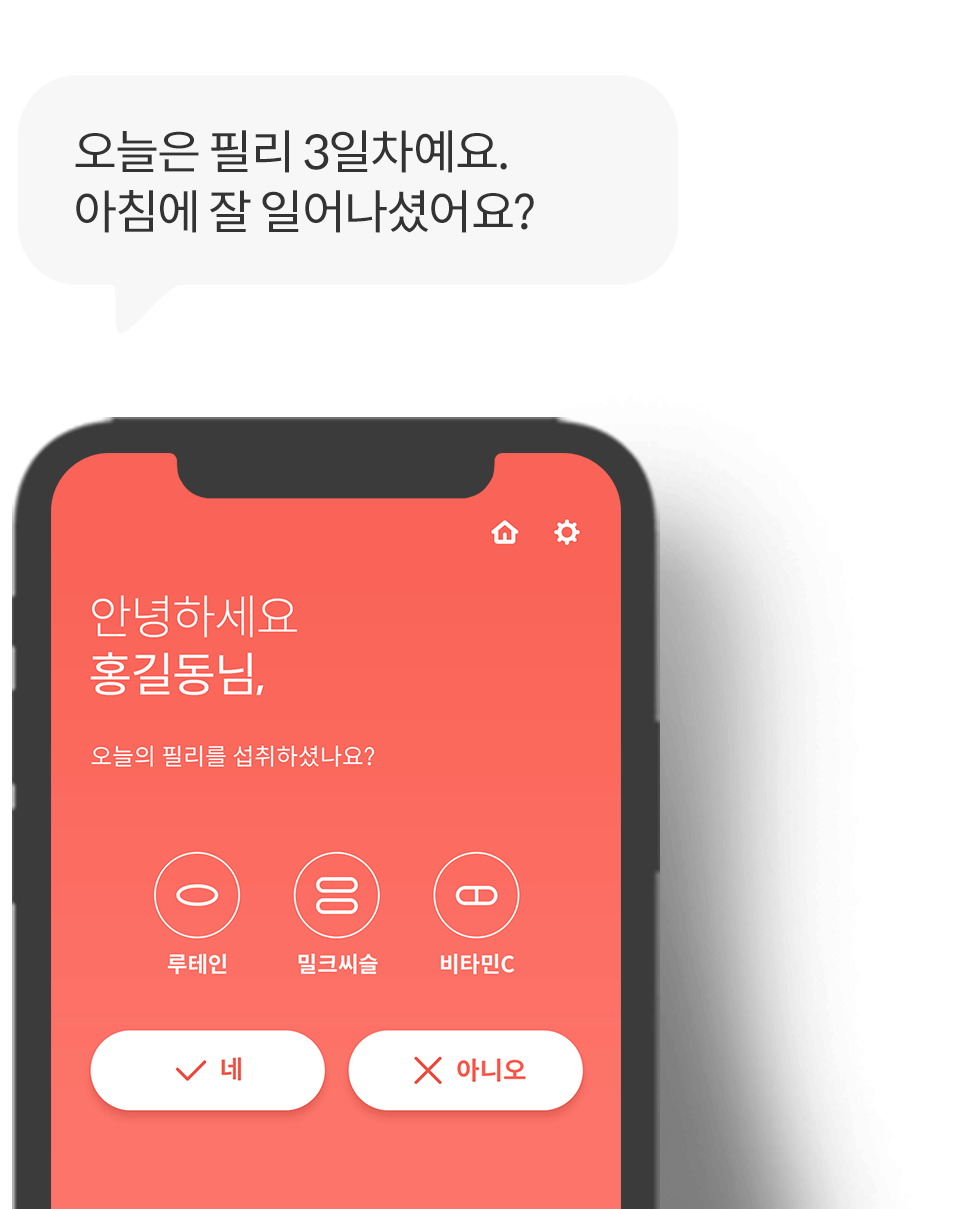 오늘은 필리 3일차예요.
아침에 잘 일어나셨어요?
안녕하세요
홍길동님,
오늘의 필리를 섭취하셨나요?
루테인 밀크씨슬 비타민C
네 아니오